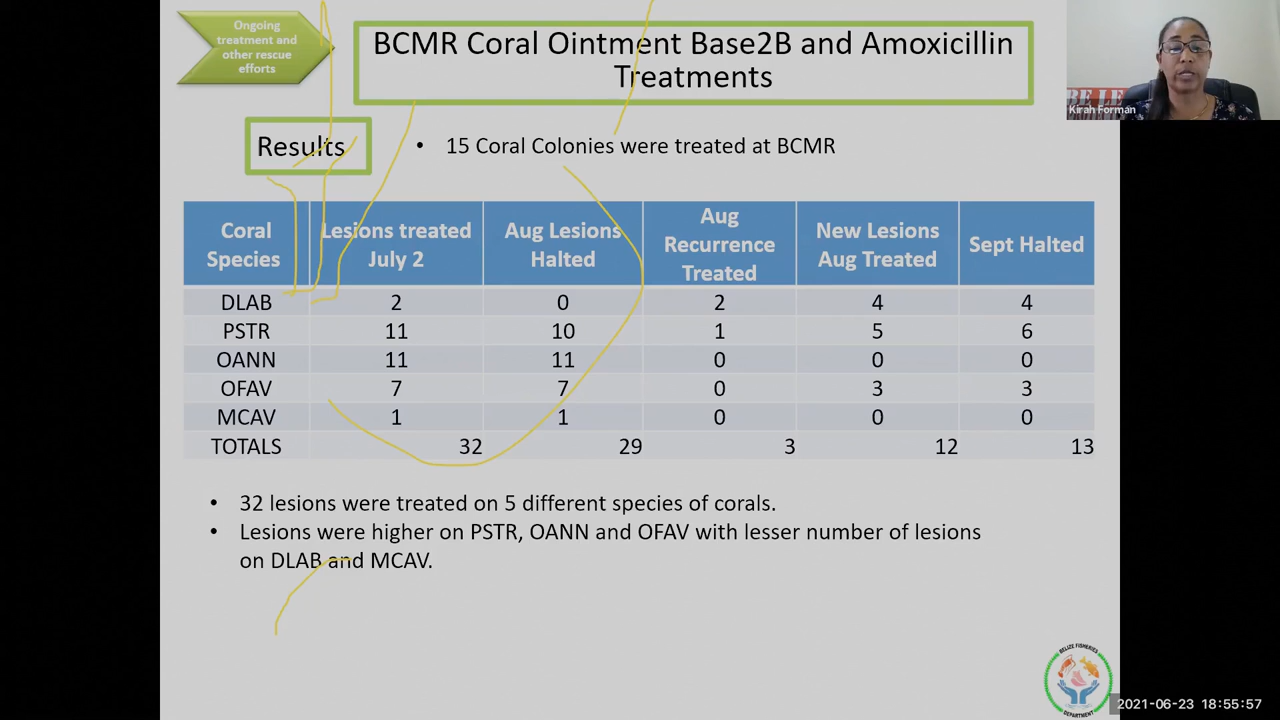 Ongoing
treatment and
other rescue
efforts
BCMR Coral Ointment Base2B and Amoxicillin
Treatments
Kirah Forman
Results
• 15 Coral Colonies were treated at BCMR
Coral Species | Lesions treated July 2 | Aug Lesions Halted | Aug Recurrence Treated | New Lesions Aug Treated | Sept Halted
DLAB 2 0 2 4 4
PSTR 11 10 1 5 6
OANN 11 11 0 0 0
OFAV 7 7 0 3 3
MCAV 1 1 0 0 0
TOTALS 32 29 3 12 13
• 32 lesions were treated on 5 different species of corals.
• Lesions were higher on PSTR, OANN and OFAV with lesser number of lesions
on DLAB and MCAV.
BELIZE FISHERIES
DEPARTMENT
2021-06-23 18:55:57